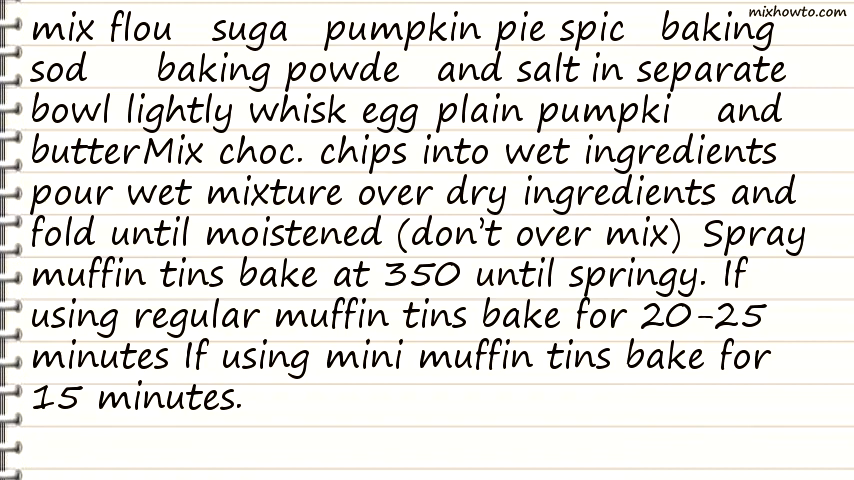 mixhowto.com
mix flou suga pumpkin pie spic baking
sod baking powde and salt in separate
bowl lightly whisk egg plain pumpki and
butterMix choc. chips into wet ingredients
pour wet mixture over dry ingredients and
fold until moistened (don't over mix) Spray
muffin tins bake at 350 until springy. If
using regular muffin tins bake for 20-25
minutes If using mini muffin tins bake for
15 minutes.